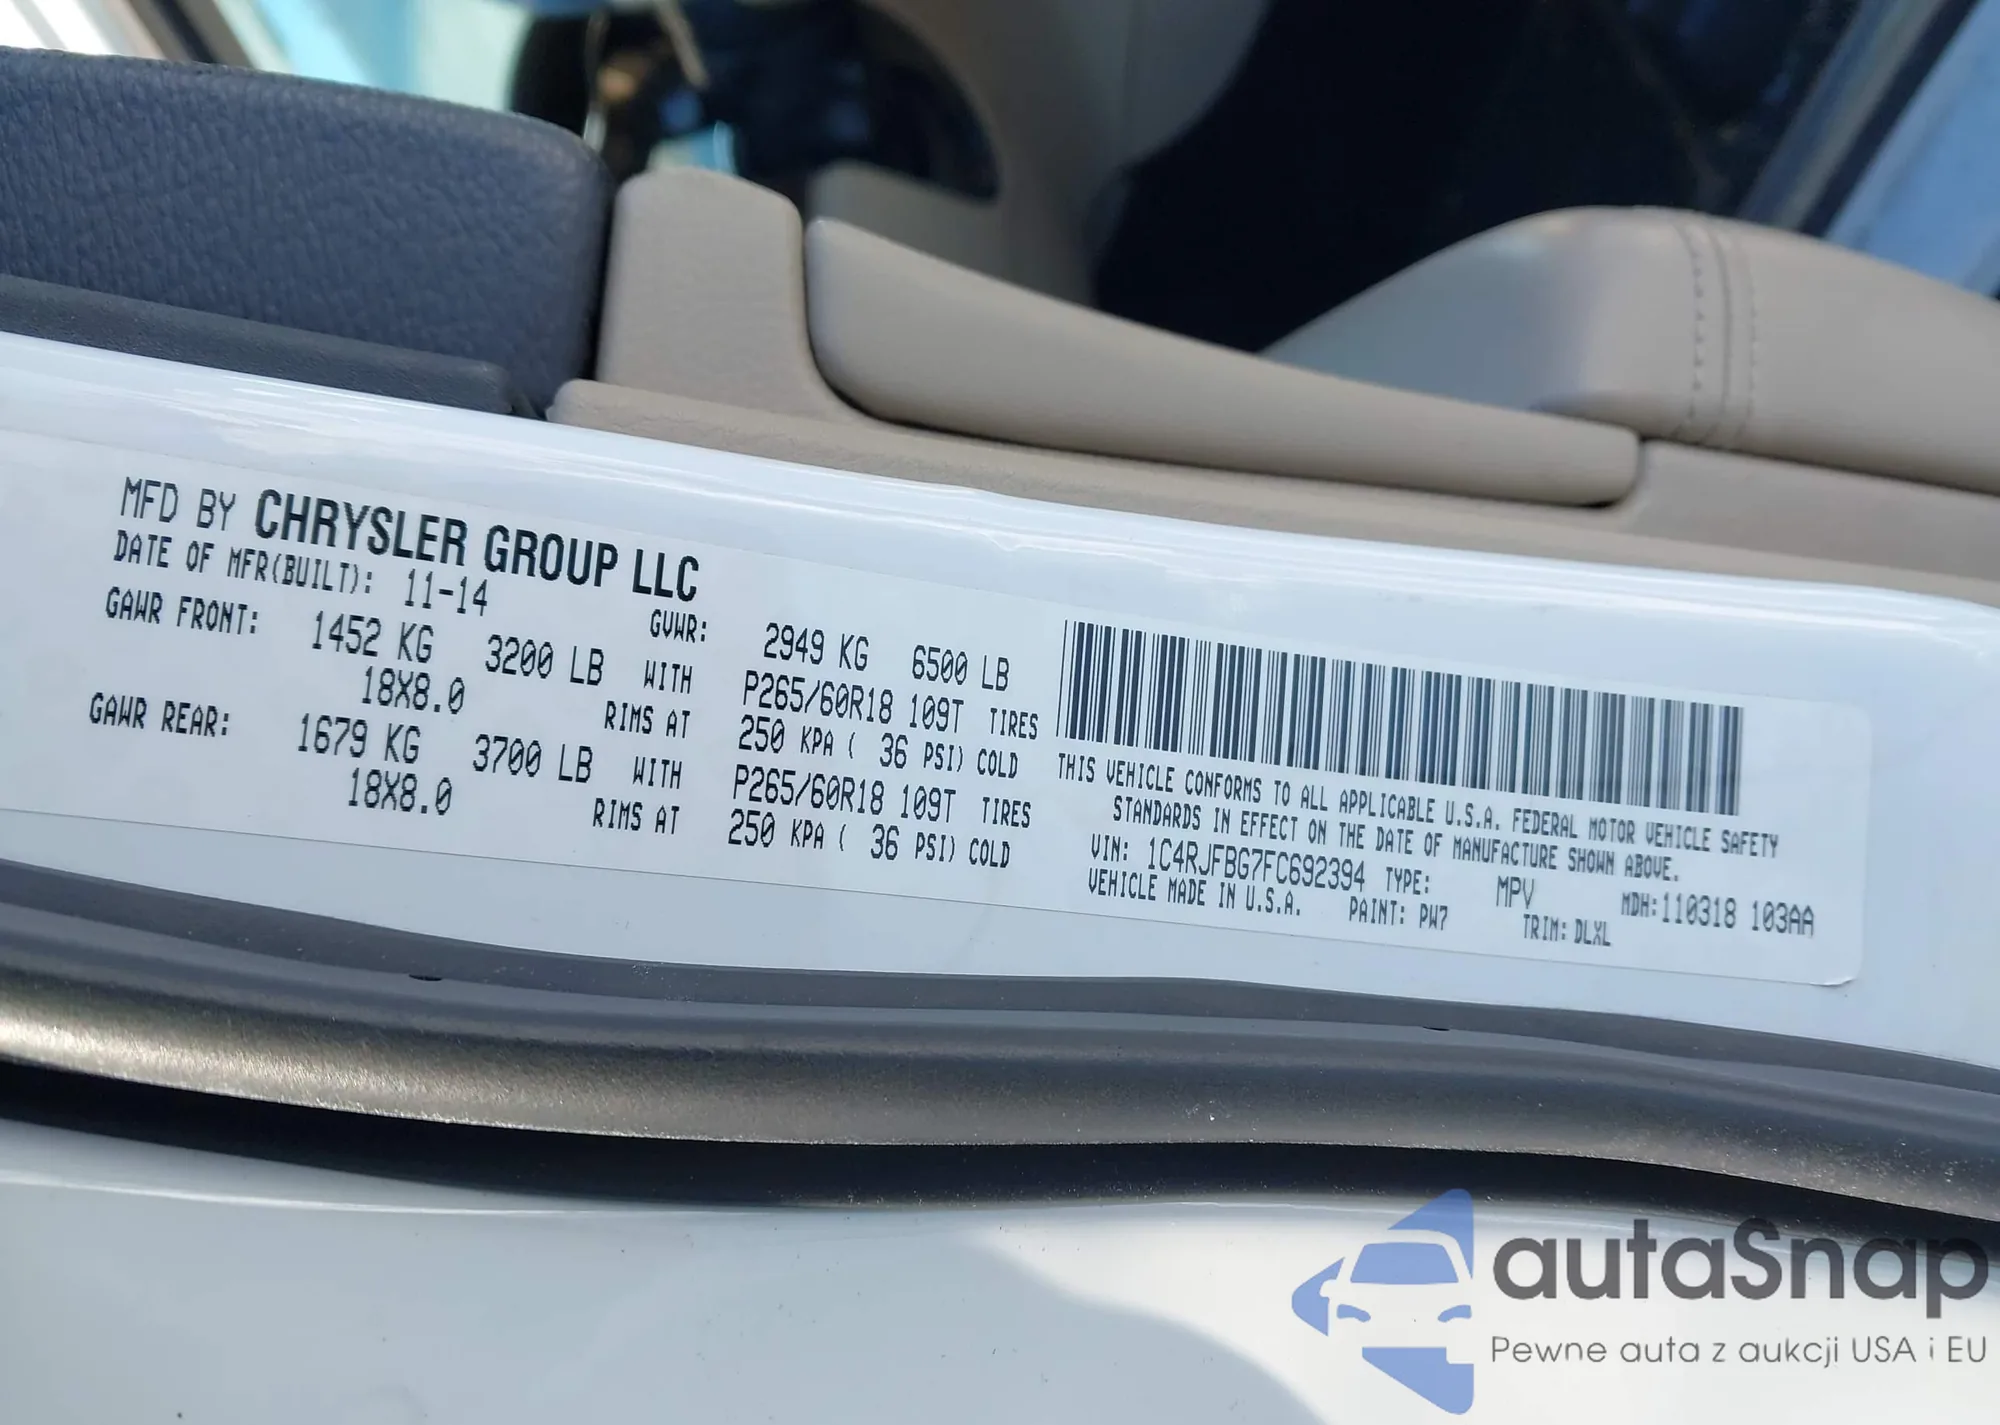 MFD BY CHRYSLER GROUP LLC
DATE OF MFR(BUILT): 11-14 GVWR: 2949 KG 6500 LB
GAWR FRONT: 1452 KG 3200 LB WITH P265/60R18 109T TIRES
18X8.0 RIMS AT 250 KPA ( 36 PSI) COLD
GAWR REAR: 1679 KG 3700 LB WITH P265/60R18 109T TIRES
18X8.0 RIMS AT 250 KPA ( 36 PSI) COLD
THIS VEHICLE CONFORMS TO ALL APPLICABLE U.S.A. FEDERAL MOTOR VEHICLE SAFETY
STANDARDS IN EFFECT ON THE DATE OF MANUFACTURE SHOWN ABOVE.
VIN: 1C4RJFBG7FC692394 TYPE: MPV MDH:110318 103AA
VEHICLE MADE IN U.S.A. PAINT: PW7 TRIM: DLXL
autaSnap
Pewne auta z aukcji USA i EU